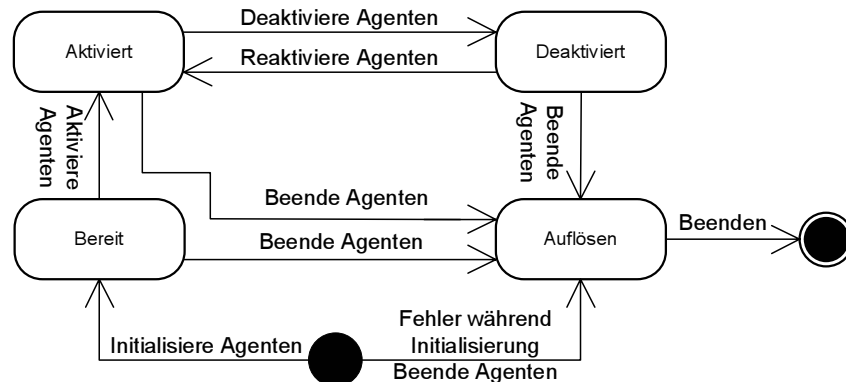 Deaktiviere Agenten
Aktiviert
Deaktiviert
Reaktiviere Agenten
Aktiviere
Agenten
Beende
Agenten
Beende Agenten
Bereit
Beende Agenten
Auflösen
Beenden
Initialisiere Agenten
Fehler während
Initialisierung
Beende Agenten